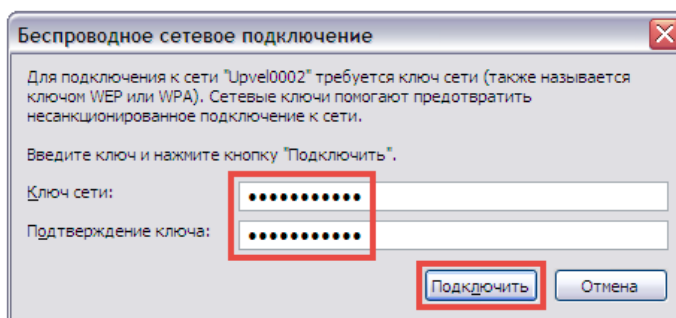 Беспроводное сетевое подключение
Для подключения к сети "Upvel0002" требуется ключ сети (также называется
ключом WEP или WPA). Сетевые ключи помогают предотвратить
несанкционированное подключение к сети.
Введите ключ и нажмите кнопку "Подключить".
Ключ сети: •••••••••••
Подтверждение ключа: •••••••••••
Подключить Отмена